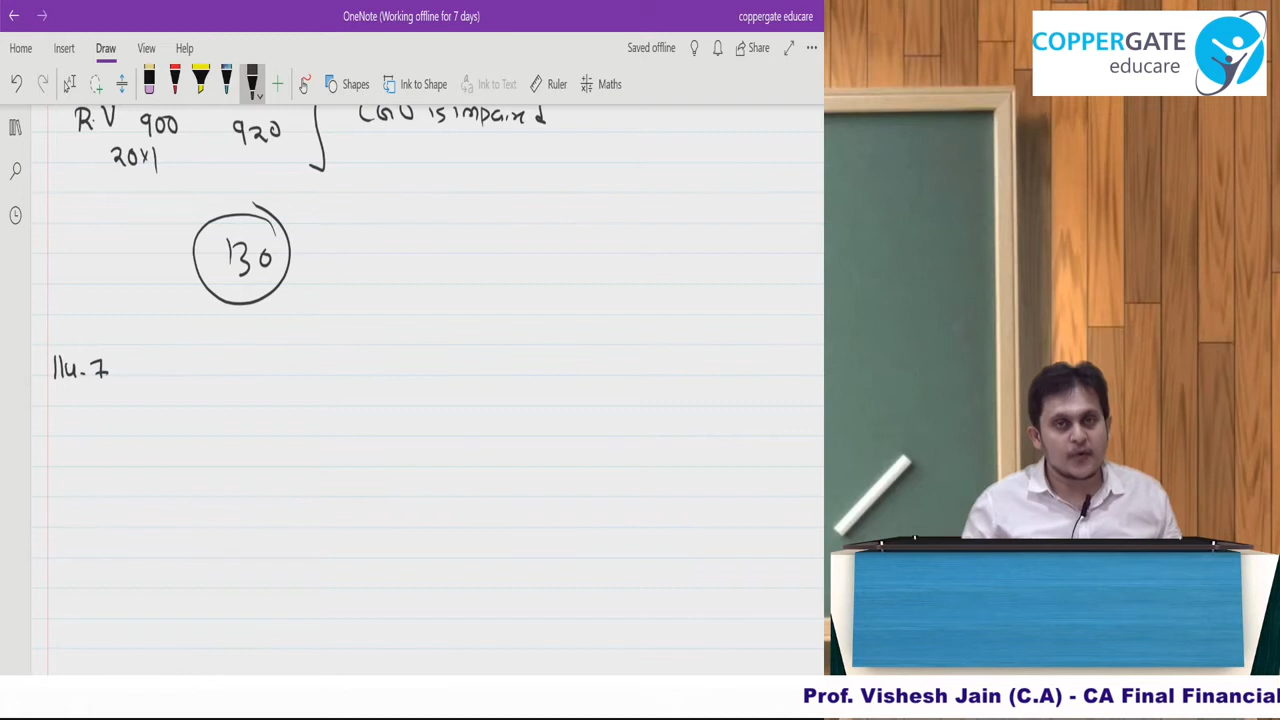 OneNote (Working offline for 7 days)
coppergate educare
Home Insert Draw View Help
Saved offline Share
Shapes Ink to Shape Ink to Text Ruler Maths
R.V 900 920
20x1
CGU is impaired
130
Illu. 7
COPPERGATE
educare
Prof. Vishesh Jain (C.A) - CA Final Financial